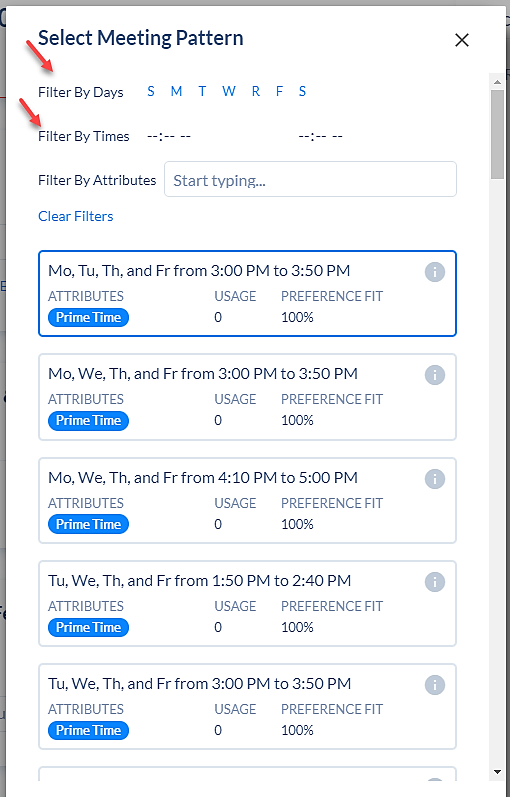 Select Meeting Pattern
Filter By Days S M T W R F S
Filter By Times --:-- -- --:-- --
Filter By Attributes Start typing...
Clear Filters
Mo, Tu, Th, and Fr from 3:00 PM to 3:50 PM
ATTRIBUTES USAGE PREFERENCE FIT
Prime Time 0 100%
Mo, We, Th, and Fr from 3:00 PM to 3:50 PM
ATTRIBUTES USAGE PREFERENCE FIT
Prime Time 0 100%
Mo, We, Th, and Fr from 4:10 PM to 5:00 PM
ATTRIBUTES USAGE PREFERENCE FIT
Prime Time 0 100%
Tu, We, Th, and Fr from 1:50 PM to 2:40 PM
ATTRIBUTES USAGE PREFERENCE FIT
Prime Time 0 100%
Tu, We, Th, and Fr from 3:00 PM to 3:50 PM
ATTRIBUTES USAGE PREFERENCE FIT
Prime Time 0 100%